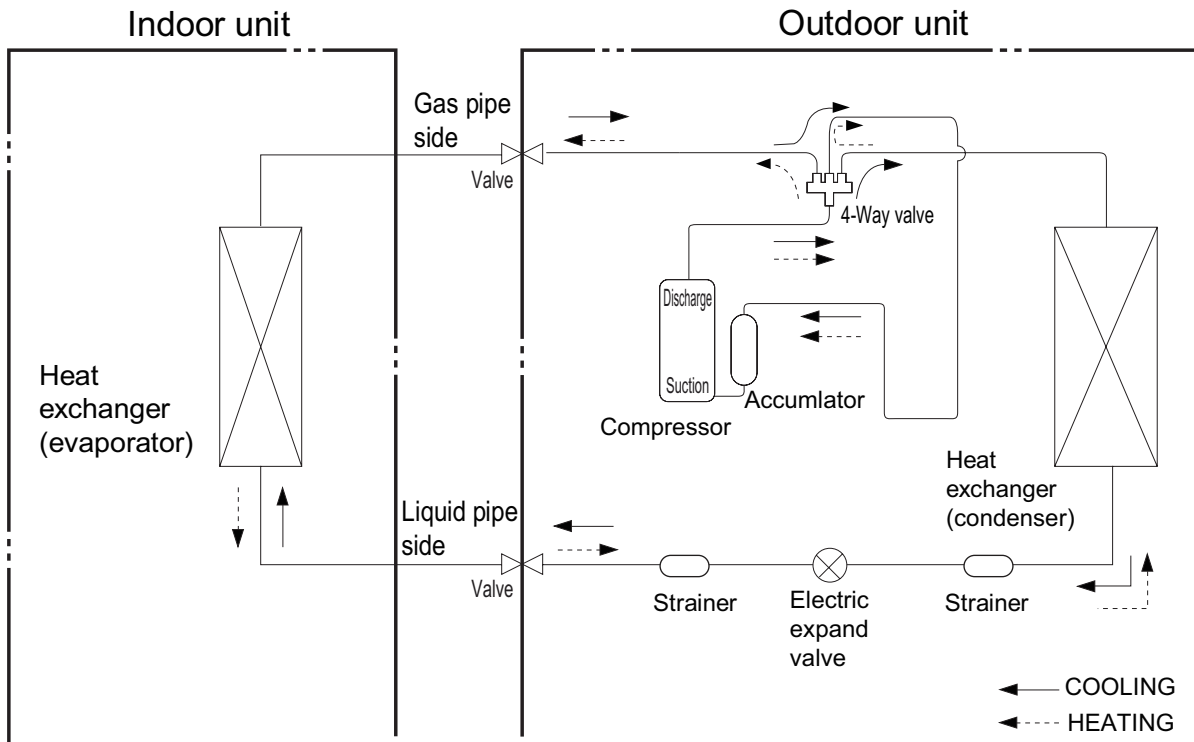 Indoor unit
Outdoor unit
Gas pipe
side
Valve
4-Way valve
Discharge
Suction
Compressor
Accumlator
Heat
exchanger
(evaporator)
Heat
exchanger
(condenser)
Liquid pipe
side
Valve
Strainer
Electric
expand
valve
Strainer
COOLING
HEATING